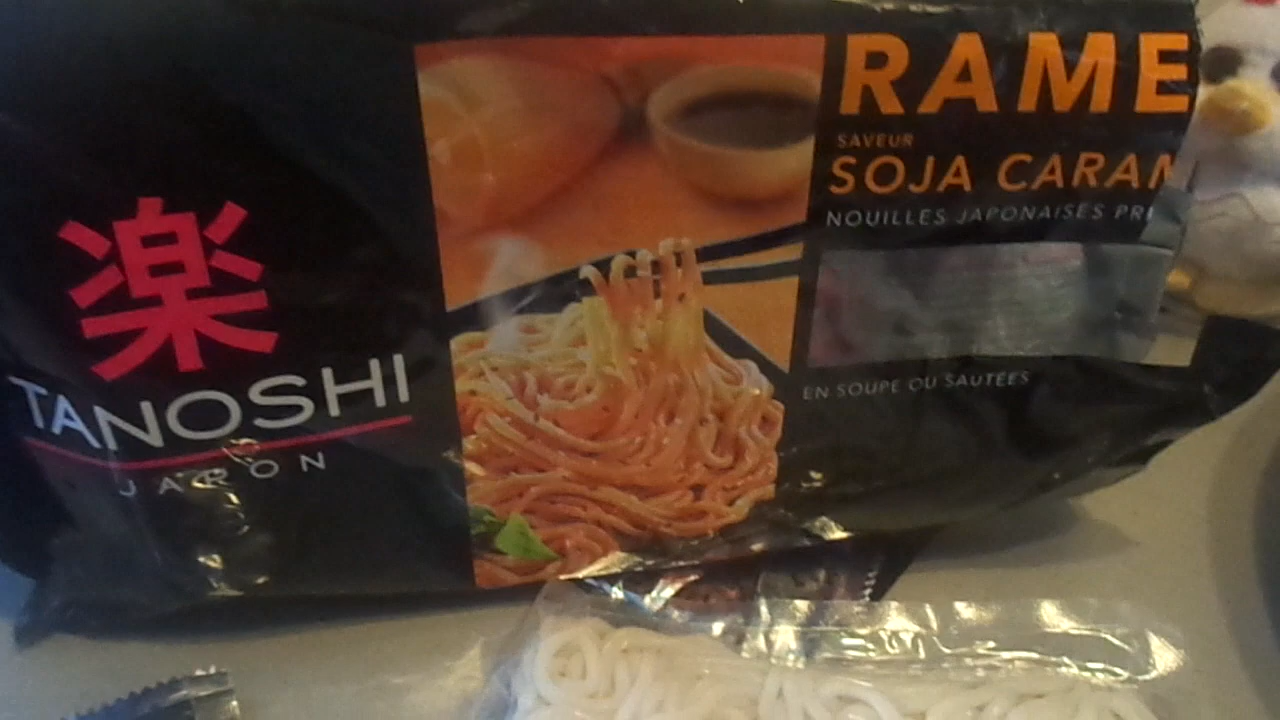 楽
TANOSHI
JAPON
RAME
SAVEUR
SOJA CARAM
NOUILLES JAPONAISES PR
EN SOUPE OU SAUTÉES